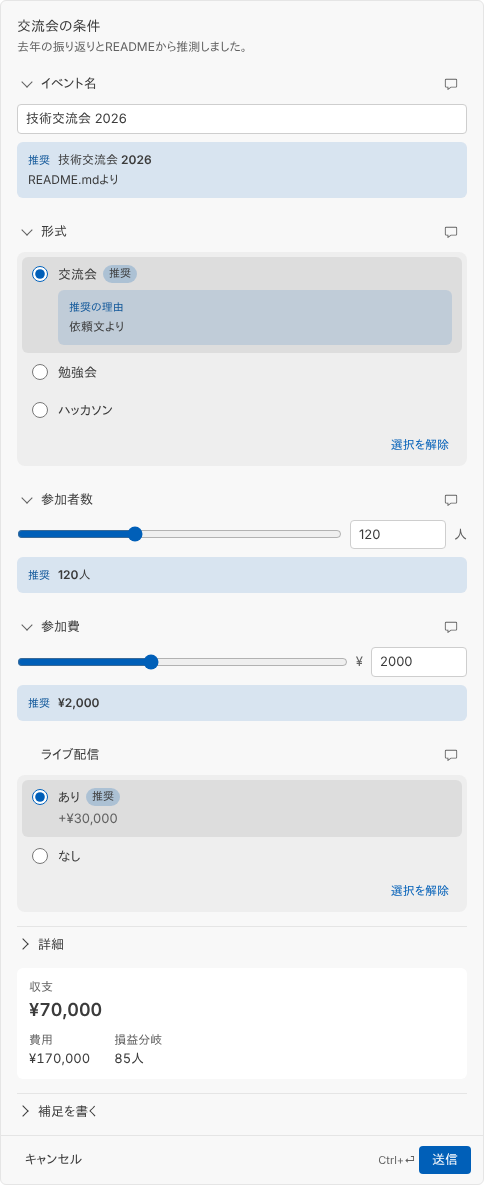 交流会の条件
去年の振り返りとREADMEから推測しました。
イベント名
技術交流会 2026
推奨 技術交流会 2026
README.mdより
形式
交流会 推奨
推奨の理由
依頼文より
勉強会
ハッカソン
選択を解除
参加者数
120 人
推奨 120人
参加費
¥ 2000
推奨 ¥2,000
ライブ配信
あり 推奨
+¥30,000
なし
選択を解除
詳細
収支
¥70,000
費用 損益分岐
¥170,000 85人
補足を書く
キャンセル Ctrl+⏎ 送信